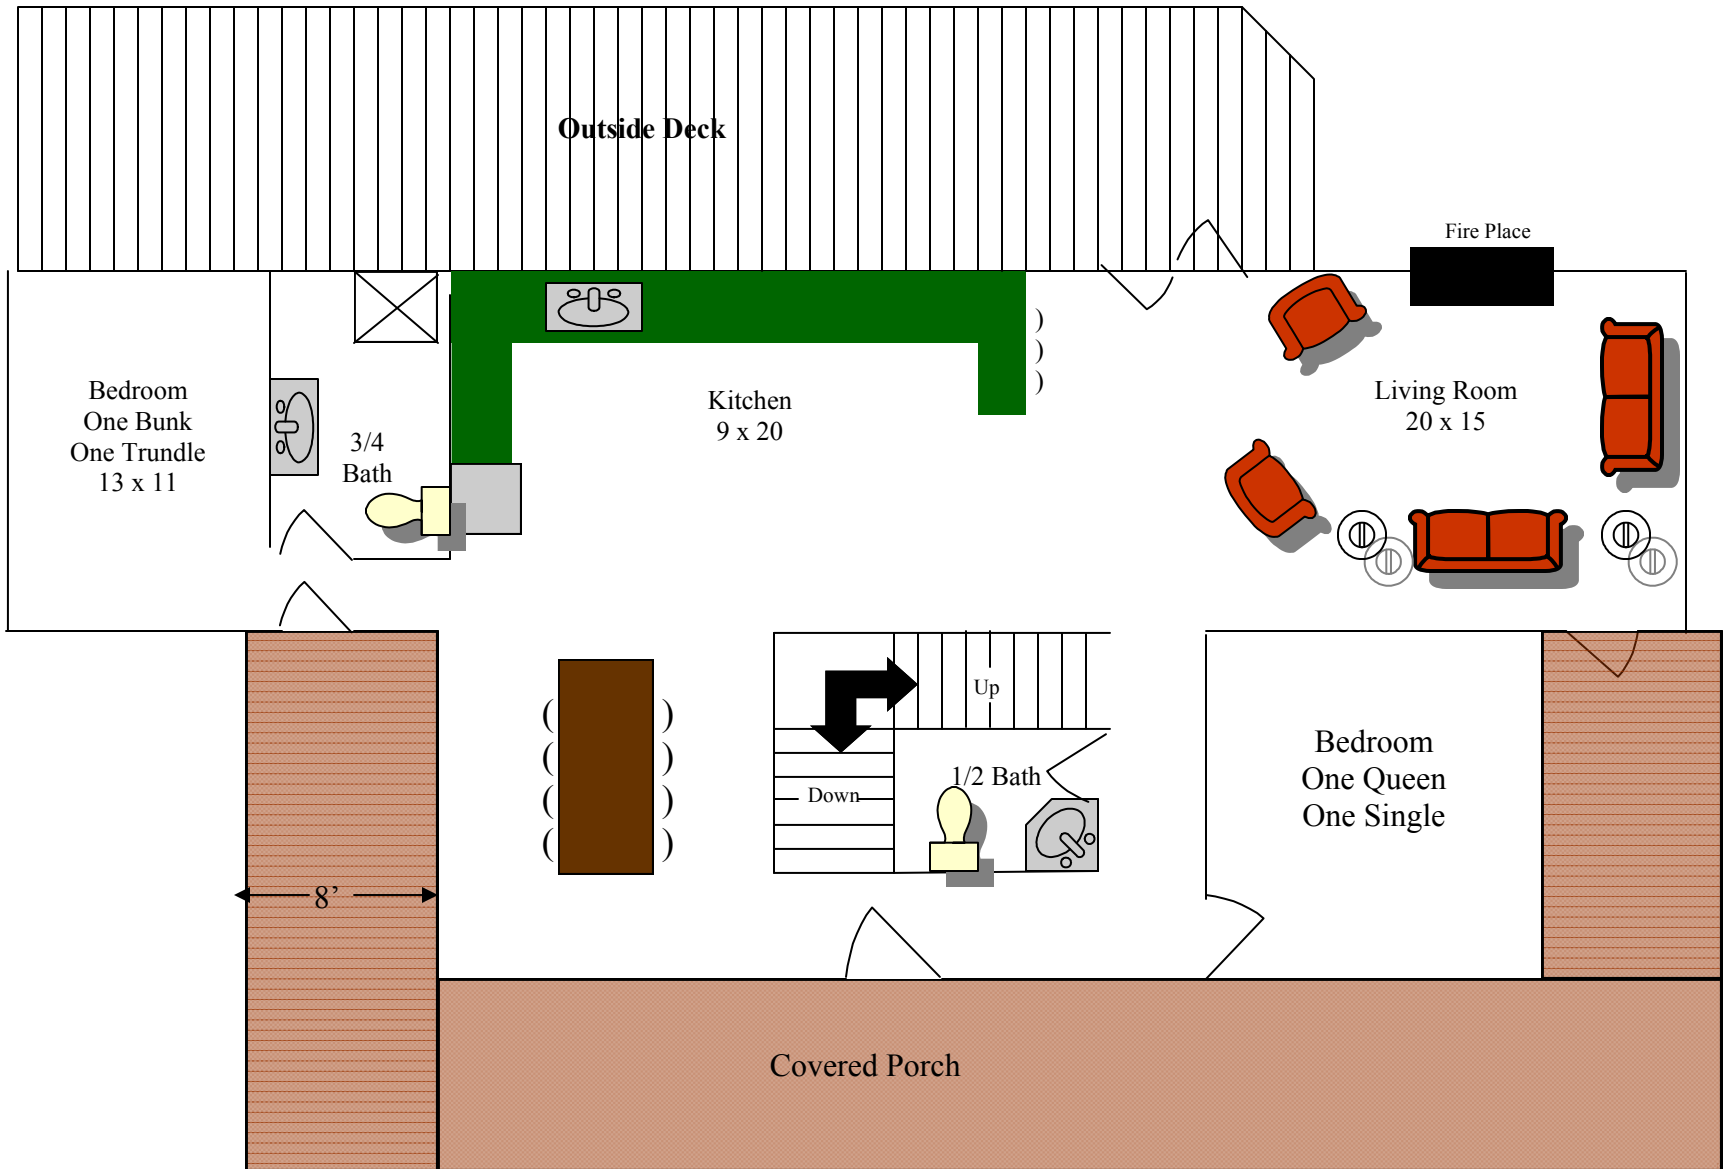 Outside Deck
Fire Place
Bedroom
One Bunk
One Trundle
13 x 11
3/4
Bath
Kitchen
9 x 20
Living Room
20 x 15
Up
Down
1/2 Bath
Bedroom
One Queen
One Single
8’
Covered Porch